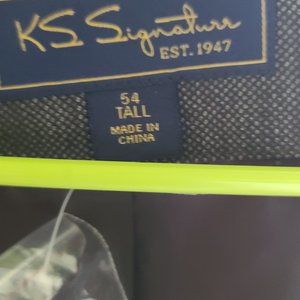 KS Signature
EST. 1947
54
TALL
MADE IN
CHINA